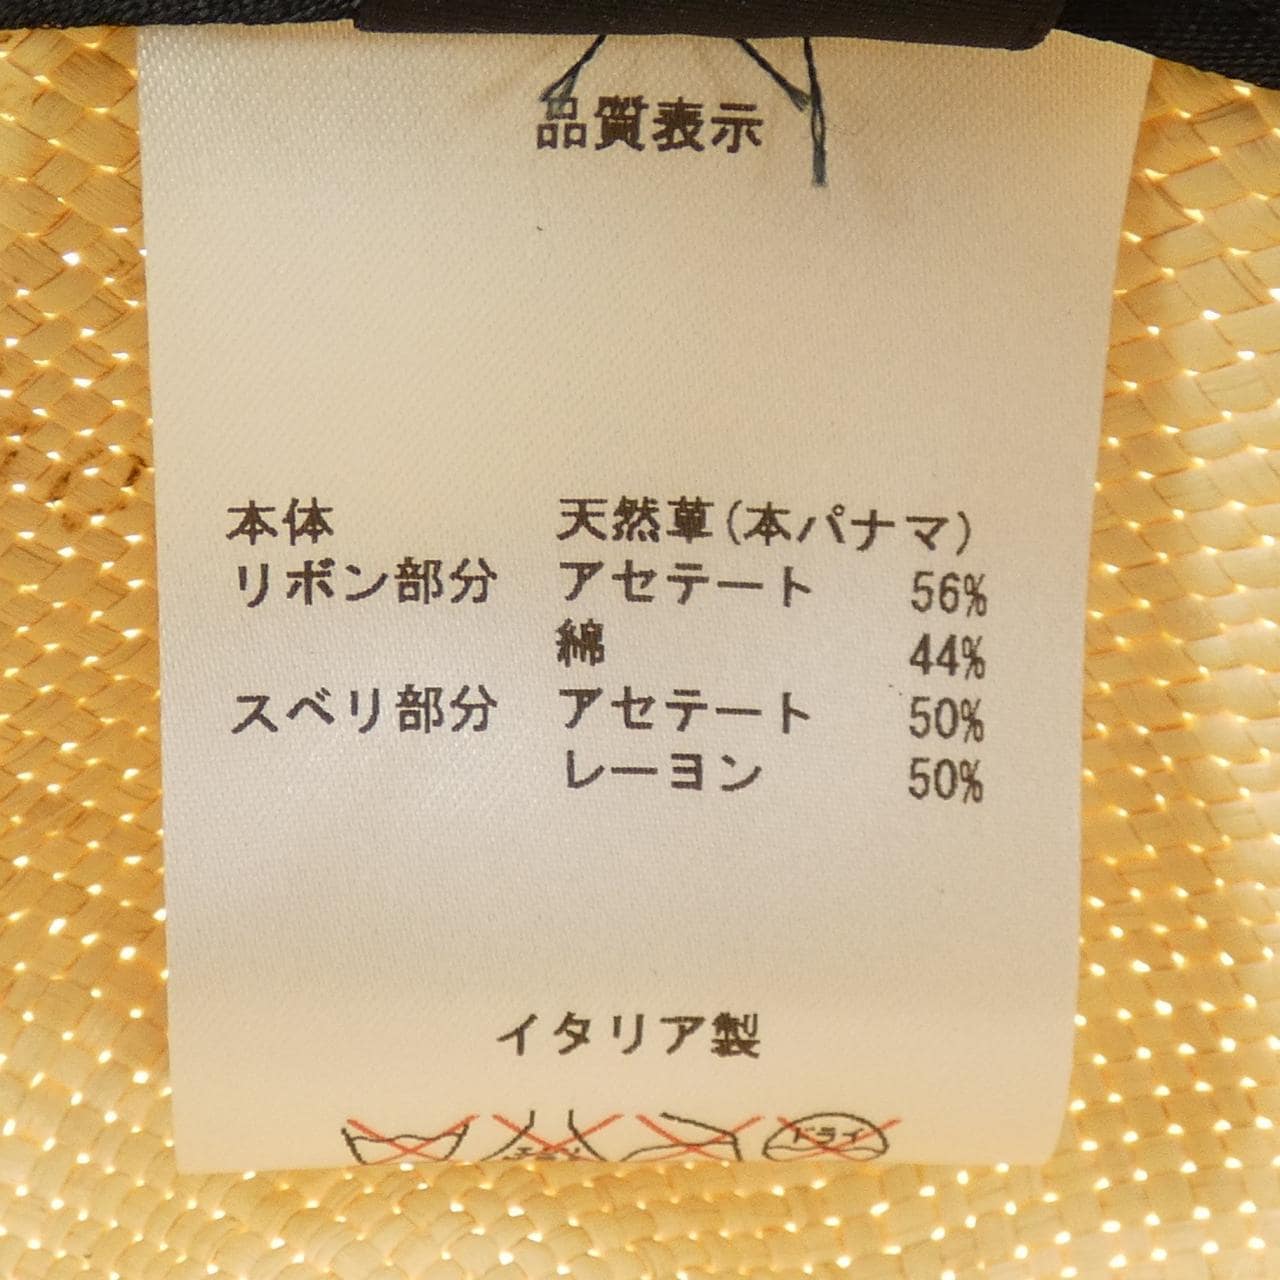 品質表示
本体 天然草(本パナマ)
リボン部分 アセテート 56%
綿 44%
スベリ部分 アセテート 50%
レーヨン 50%
イタリア製
ドライ